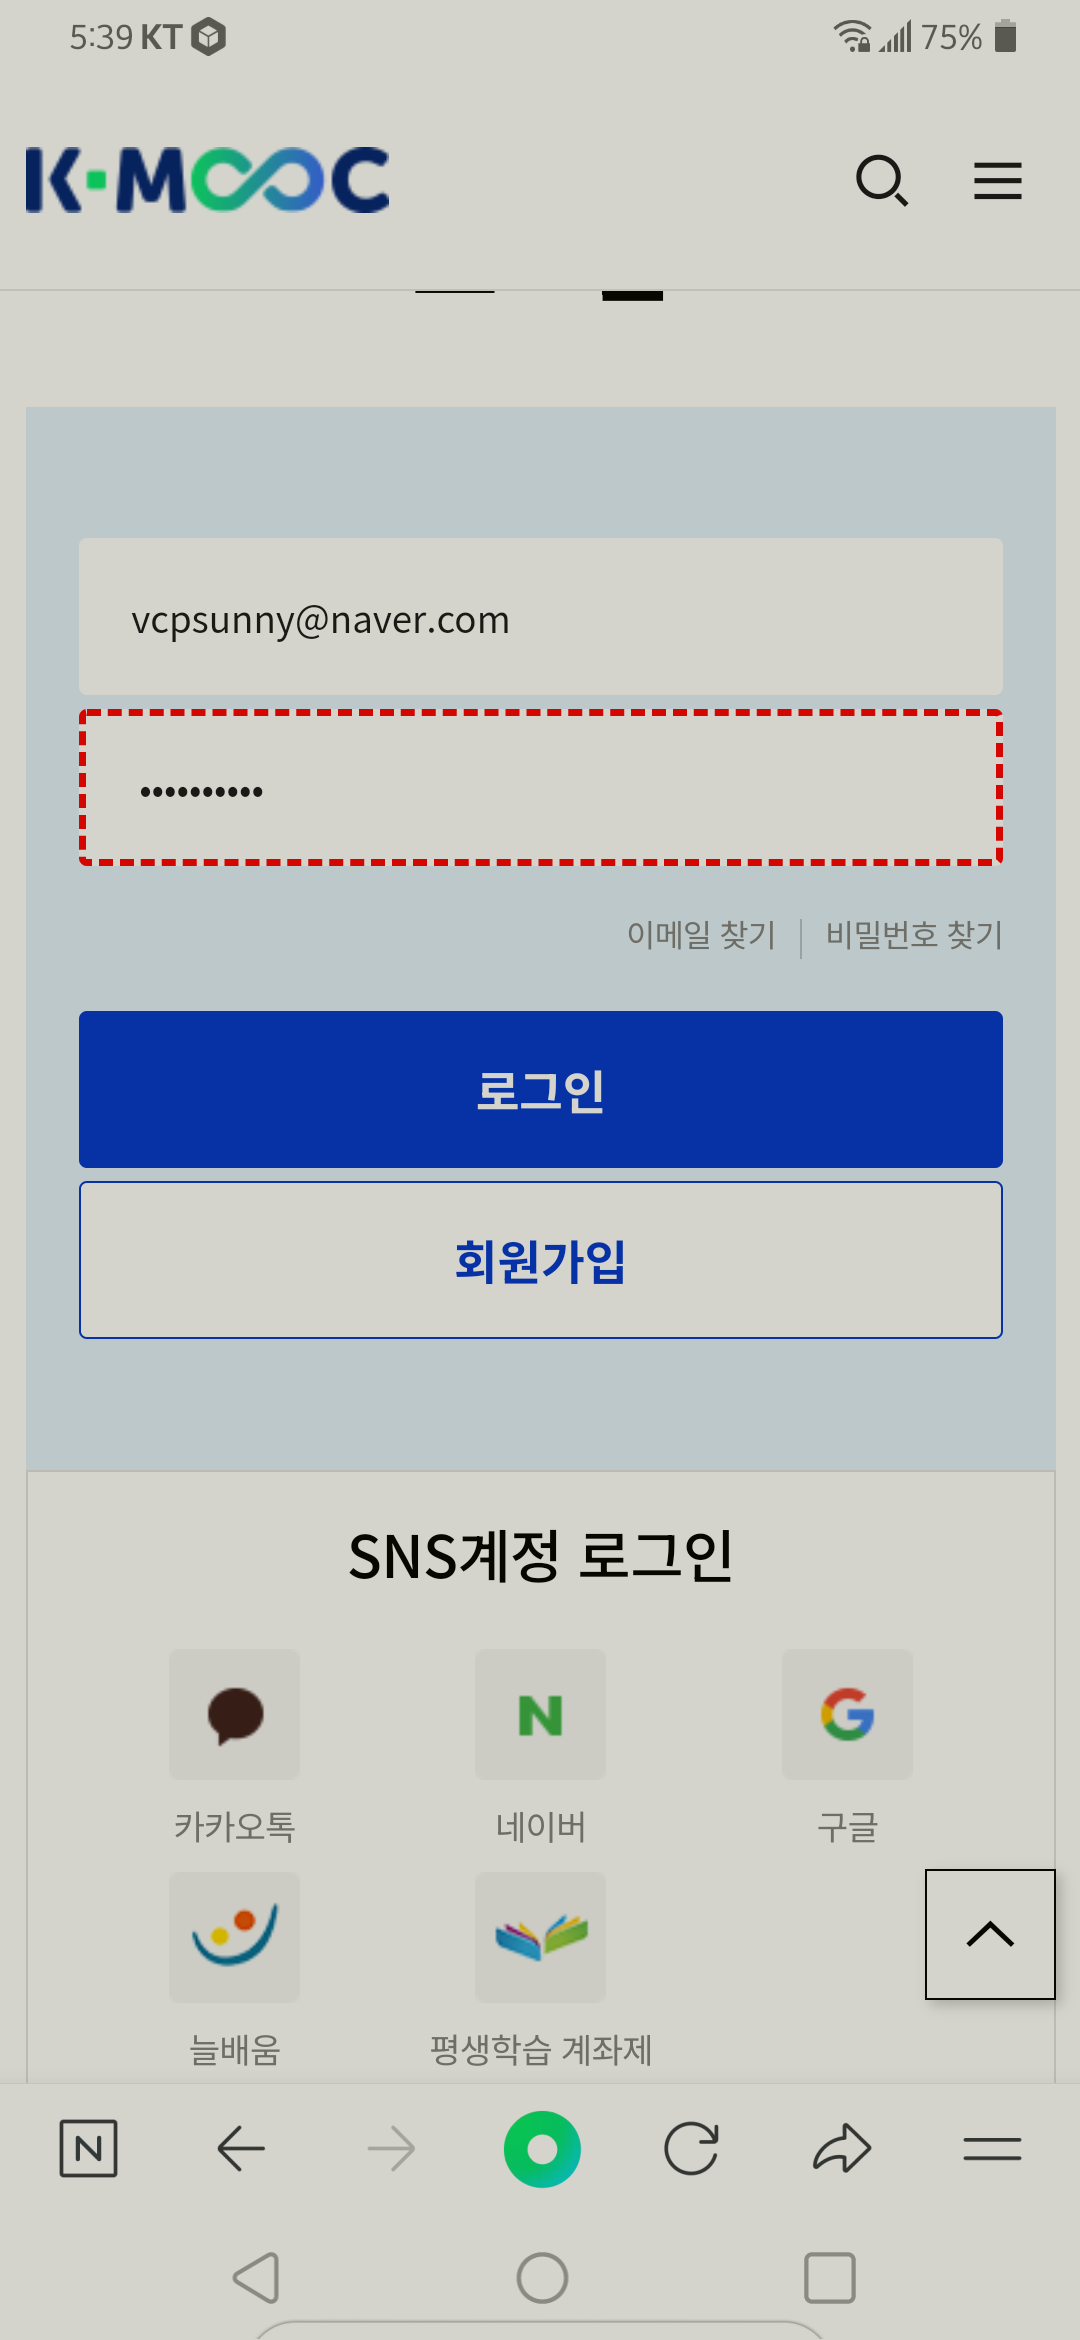 5:39 KT 75%
K-MOOC
vcpsunny@naver.com
••••••••••
이메일 찾기 | 비밀번호 찾기
로그인
회원가입
SNS계정 로그인
N G
카카오톡 네이버 구글
늘배움 평생학습 계좌제
N